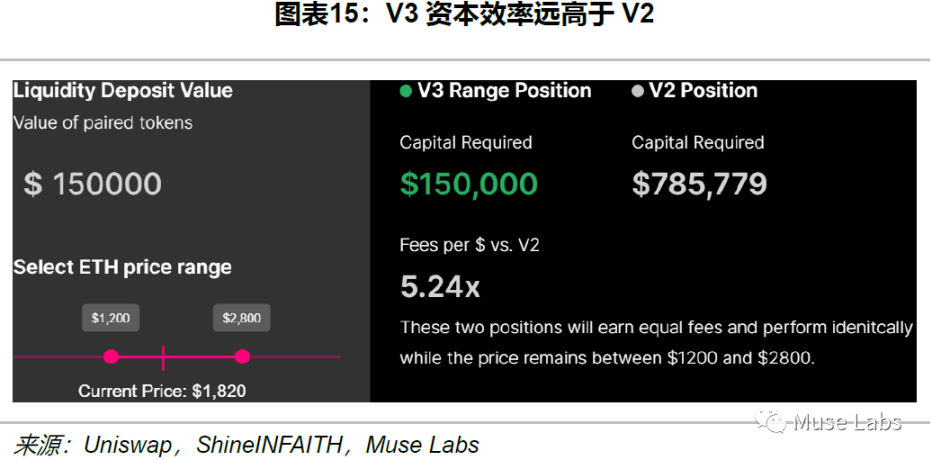 图表15：V3 资本效率远高于 V2
Liquidity Deposit Value
Value of paired tokens
$ 150000
Select ETH price range
$1,200
$2,800
Current Price: $1,820
V3 Range Position
V2 Position
Capital Required
Capital Required
$150,000
$785,779
Fees per $ vs. V2
5.24x
These two positions will earn equal fees and perform idenitcally
while the price remains between $1200 and $2800.
Muse Labs
来源：Uniswap，ShineINFAITH，Muse Labs